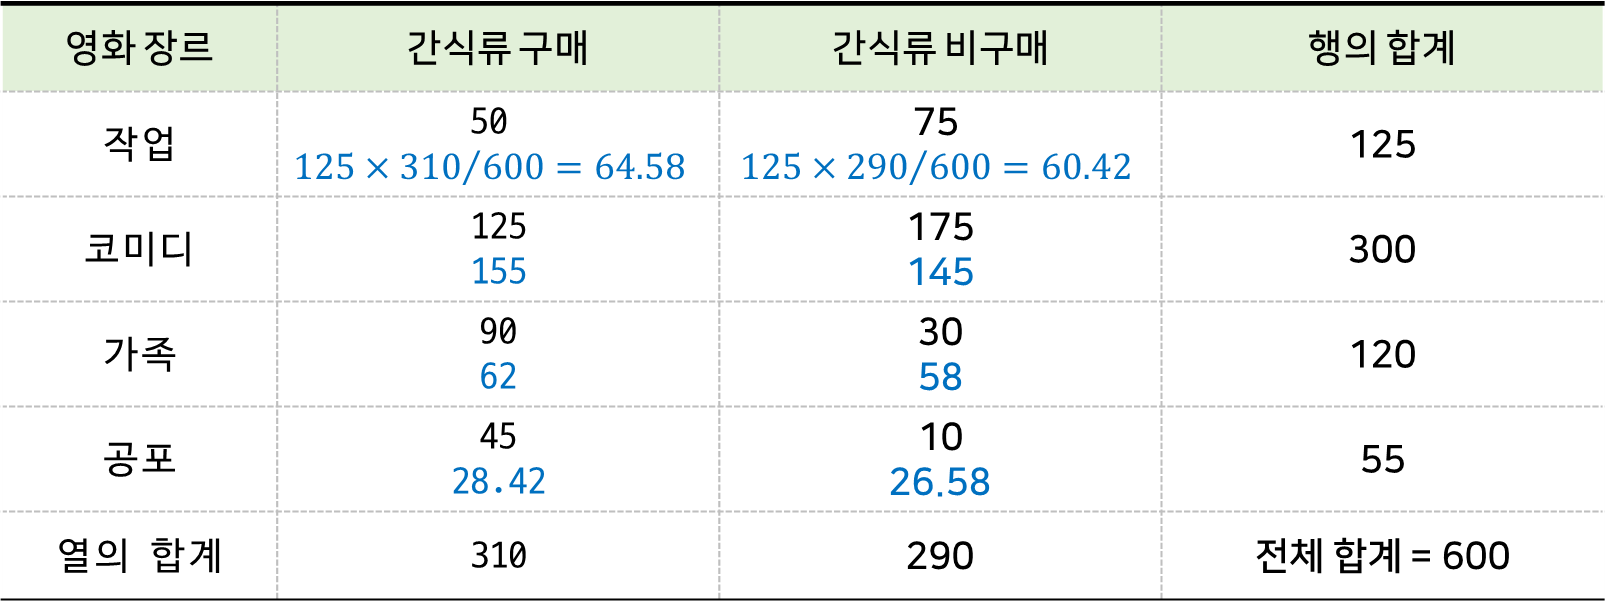 영화 장르 간식류 구매 간식류 비구매 행의 합계
작업 50 75 125
125 × 310/600 = 64.58 125 × 290/600 = 60.42
코미디 125 175 300
155 145
가족 90 30 120
62 58
공포 45 10 55
28.42 26.58
열의 합계 310 290 전체 합계 = 600